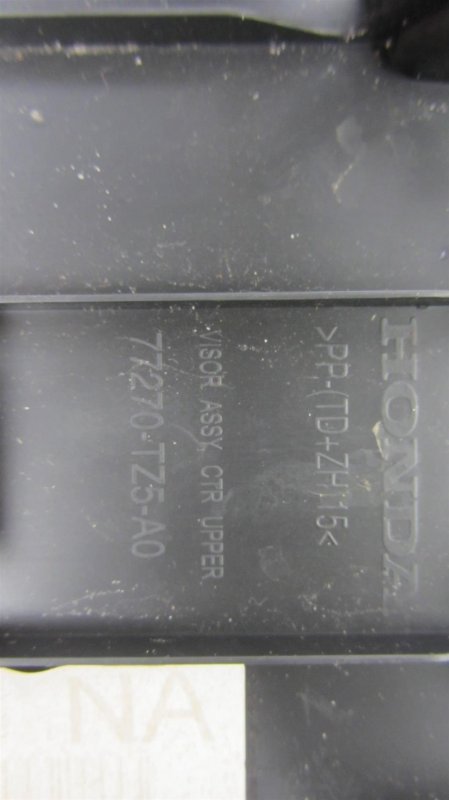 HONDA
>PP-(TD+ZH)15<
VISOR ASSY, CTR UPPER
77270-TZ5-A0
NA